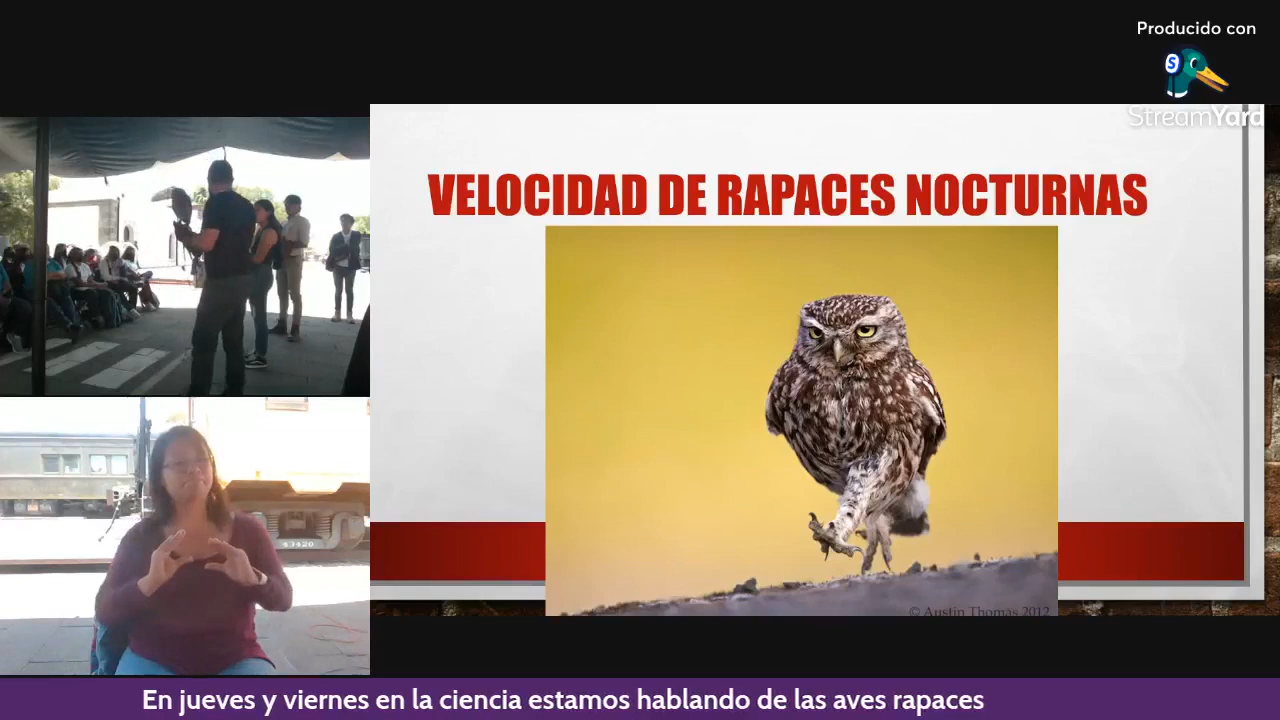 Producido con
S
StreamYard
VELOCIDAD DE RAPACES NOCTURNAS
© Austin Thomas 2012
43420
En jueves y viernes en la ciencia estamos hablando de las aves rapaces